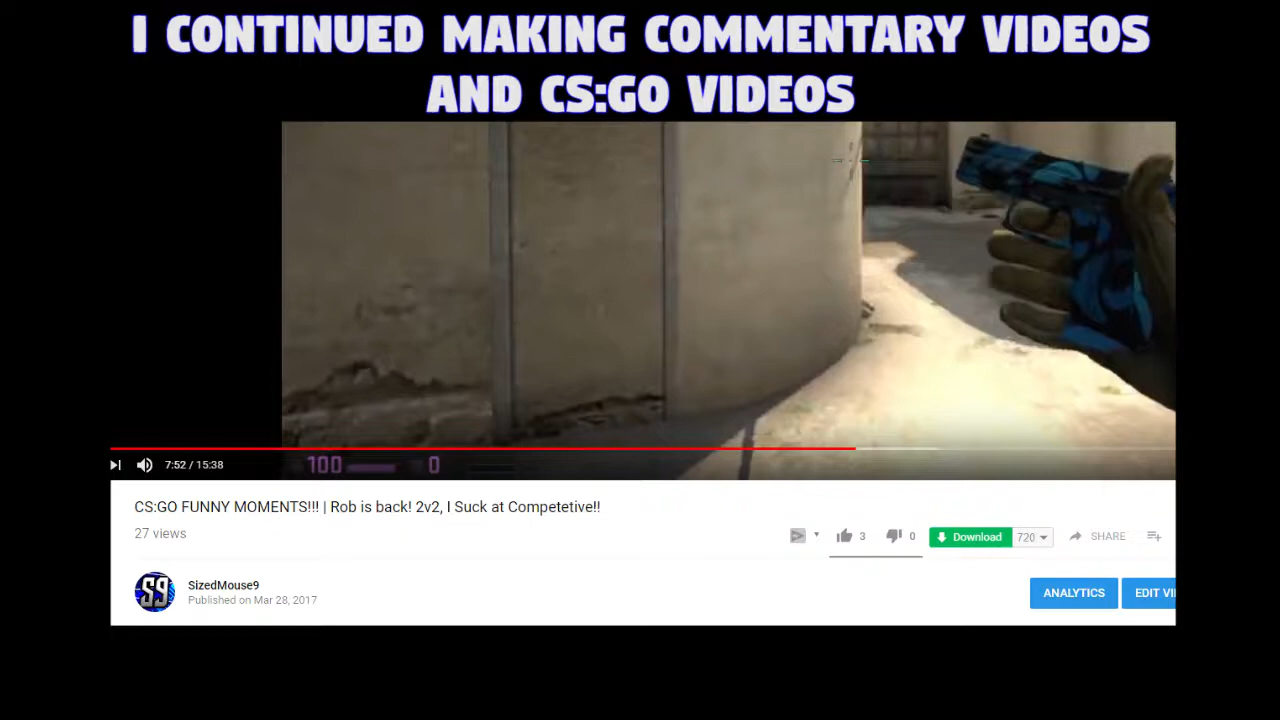 I CONTINUED MAKING COMMENTARY VIDEOS
AND CS:GO VIDEOS
7:52 / 15:38
100 0
CS:GO FUNNY MOMENTS!!! | Rob is back! 2v2, I Suck at Competetive!!
27 views
3 0 Download 720 SHARE
S9 SizedMouse9
Published on Mar 28, 2017
ANALYTICS EDIT VI